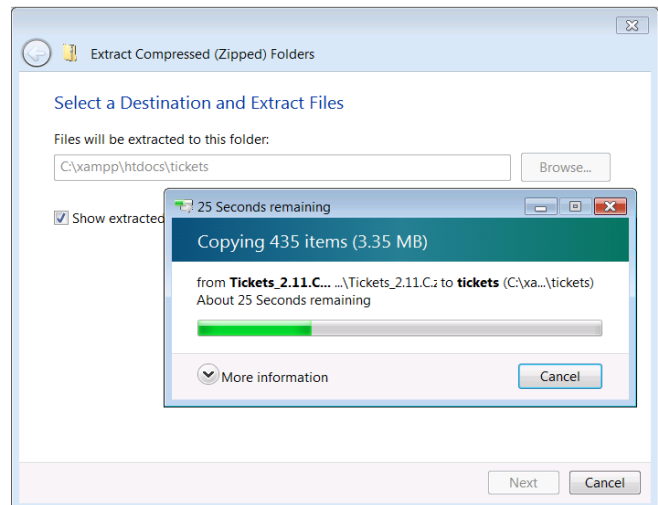 Extract Compressed (Zipped) Folders
Select a Destination and Extract Files
Files will be extracted to this folder:
C:\xampp\htdocs\tickets
Browse...
Show extracted
25 Seconds remaining
Copying 435 items (3.35 MB)
from Tickets_2.11.C... ...\Tickets_2.11.C.z to tickets (C:\xa...\tickets)
About 25 Seconds remaining
More information
Cancel
Next
Cancel